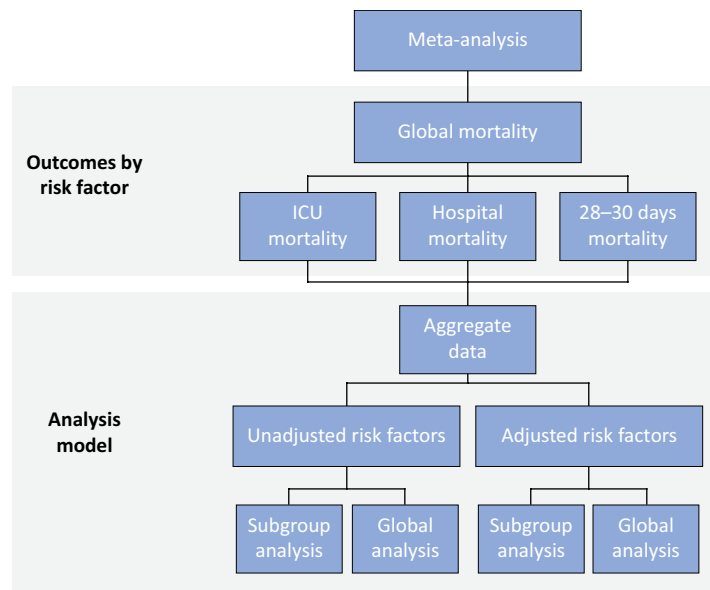 Meta-analysis
Outcomes by
risk factor
Global mortality
ICU
mortality
Hospital
mortality
28–30 days
mortality
Analysis
model
Aggregate
data
Unadjusted risk factors
Adjusted risk factors
Subgroup
analysis
Global
analysis
Subgroup
analysis
Global
analysis